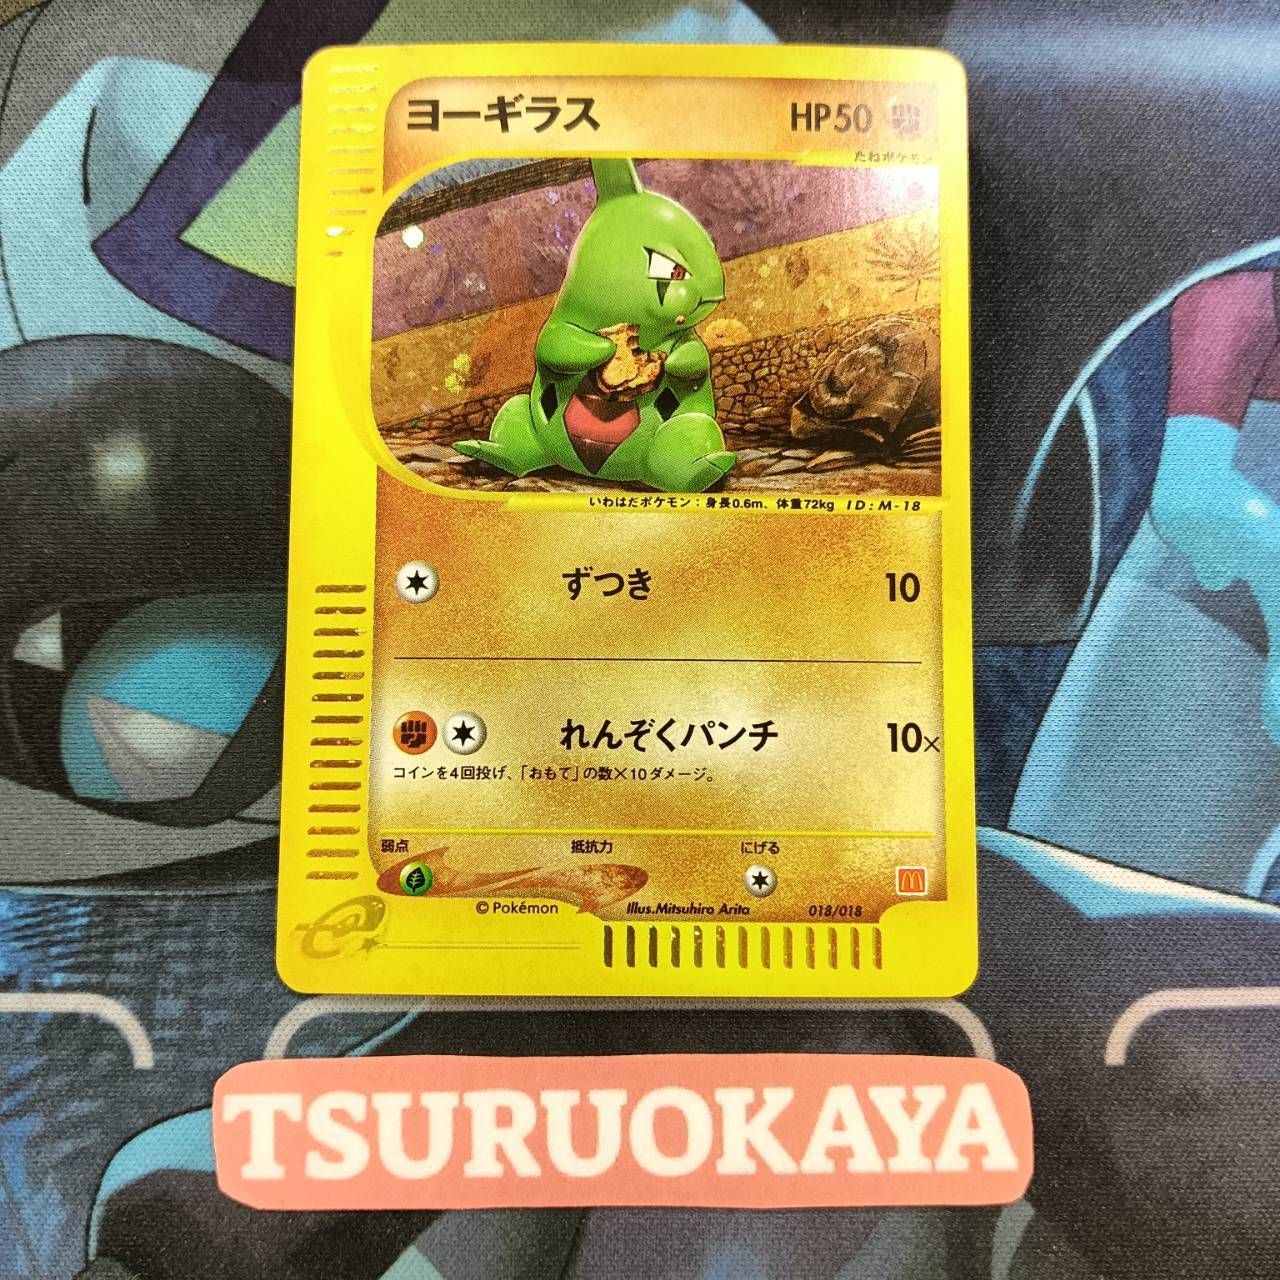 ヨーギラス
HP50
たねポケモン
いわはだポケモン：身長0.6m、体重72kg ID:M-18
ずつき 10
れんぞくパンチ 10×
コインを4回投げ、「おもて」の数×10ダメージ。
弱点 抵抗力 にげる
© Pokémon Illus.Mitsuhiro Arita 018/018
TSURUOKAYA